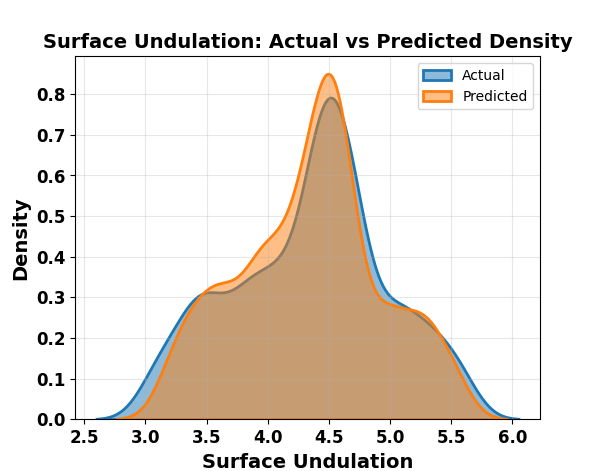 Surface Undulation: Actual vs Predicted Density
Actual
Predicted
Density
0.8
0.7
0.6
0.5
0.4
0.3
0.2
0.1
0.0
2.5 3.0 3.5 4.0 4.5 5.0 5.5 6.0
Surface Undulation